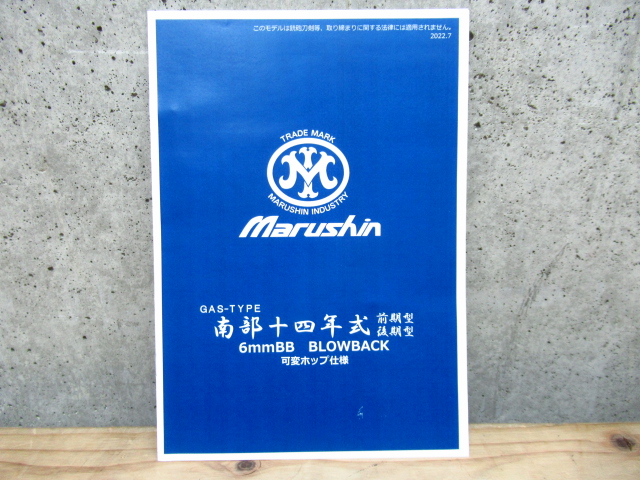 このモデルは銃砲刀剣等、取り締まりに関する法律には適用されません。
2022.7
TRADE MARK
M
MARUSHIN INDUSTRY
Marushin
GAS-TYPE
南部十四年式 前期型
後期型
6mmBB BLOWBACK
可変ホップ仕様